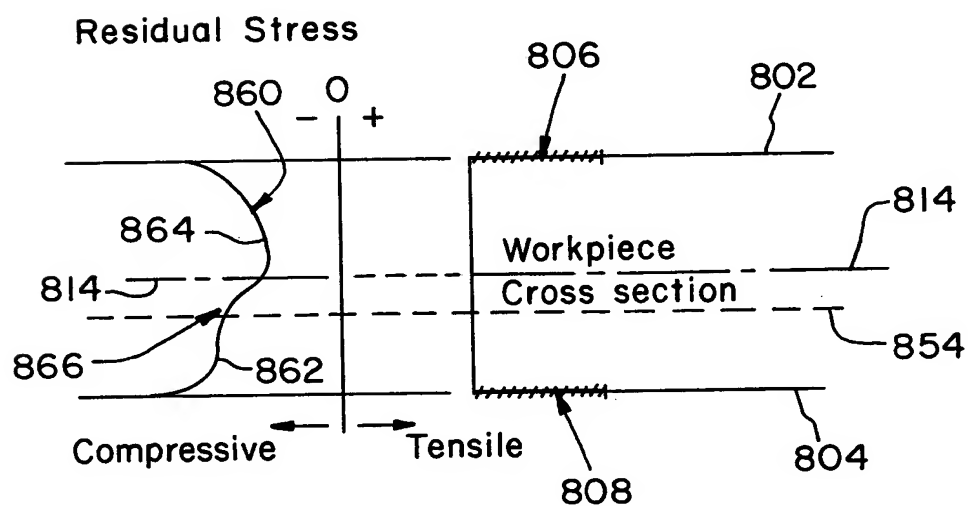 Residual Stress
806
802
860
0
- +
864
814
Workpiece
814
Cross section
854
866
862
Compressive
Tensile
808
804